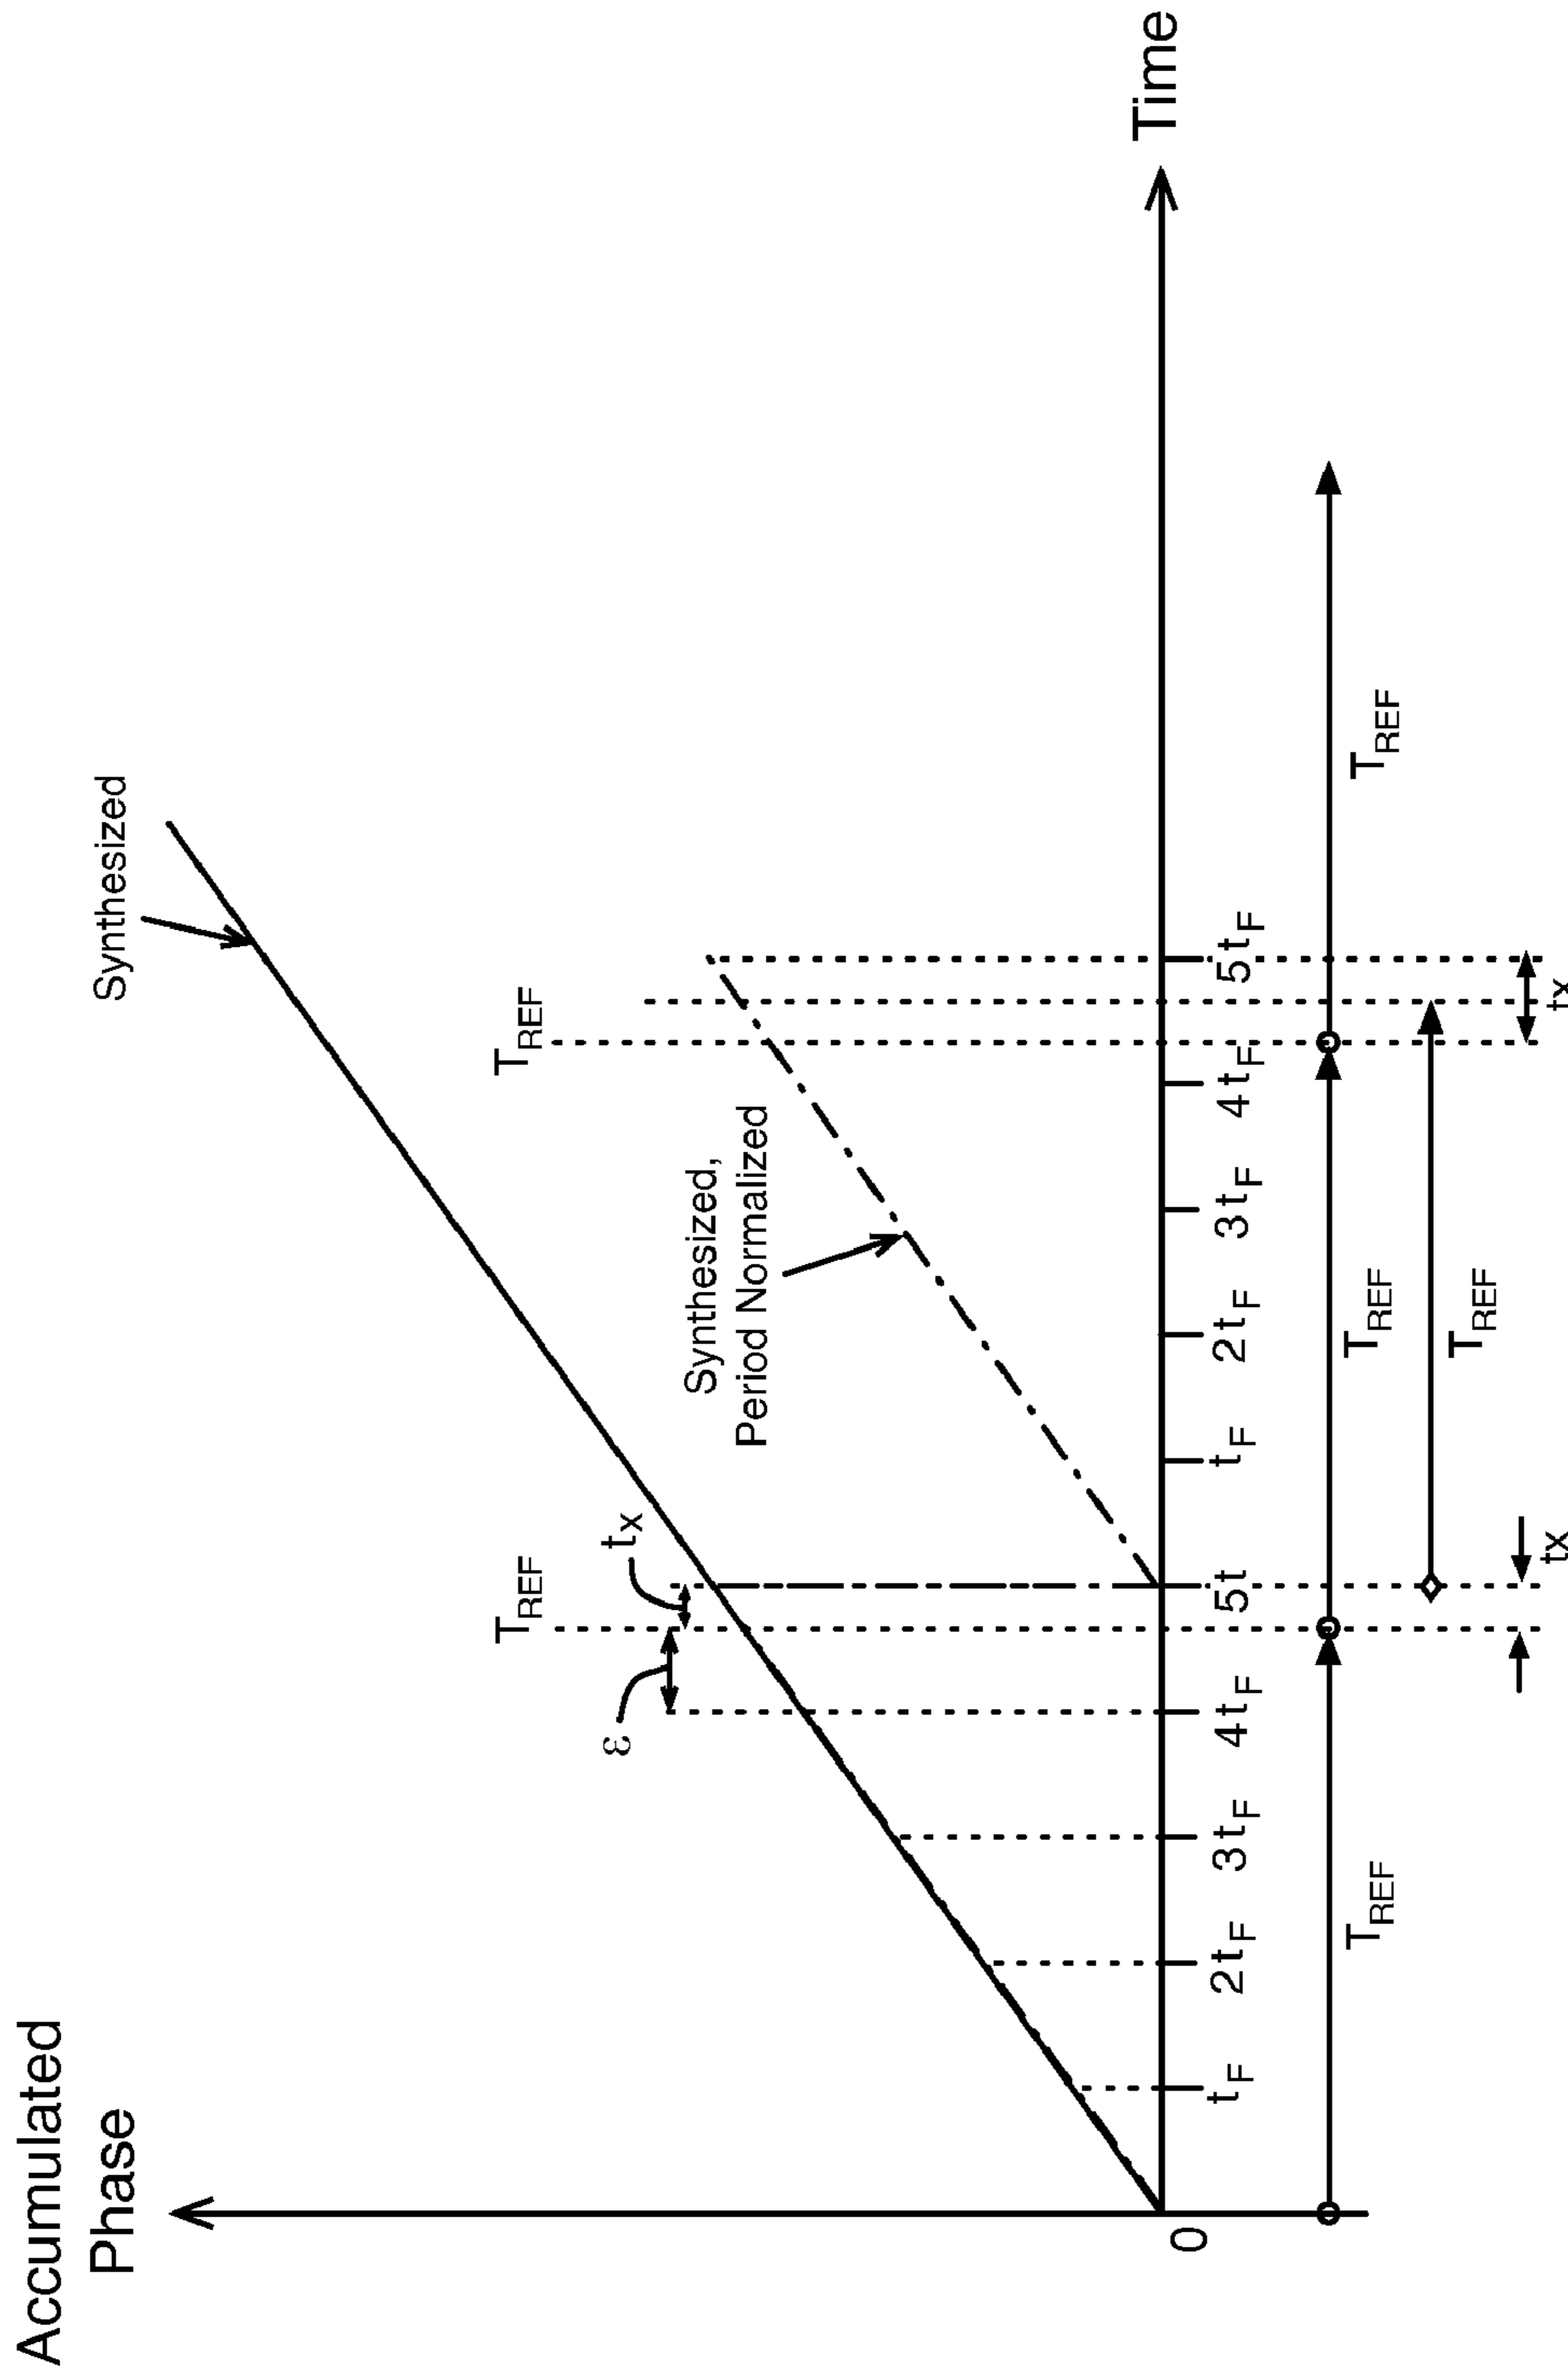 Accumulated
Phase
Synthesized
T_REF
T_REF
ε
t_x
Synthesized,
Period Normalized
Time
0
t_F
2t_F
3t_F
4t_F
5t
t_F
2t_F
3t_F
4t_F
5t_F
T_REF
T_REF
T_REF
T_REF
tx
tx